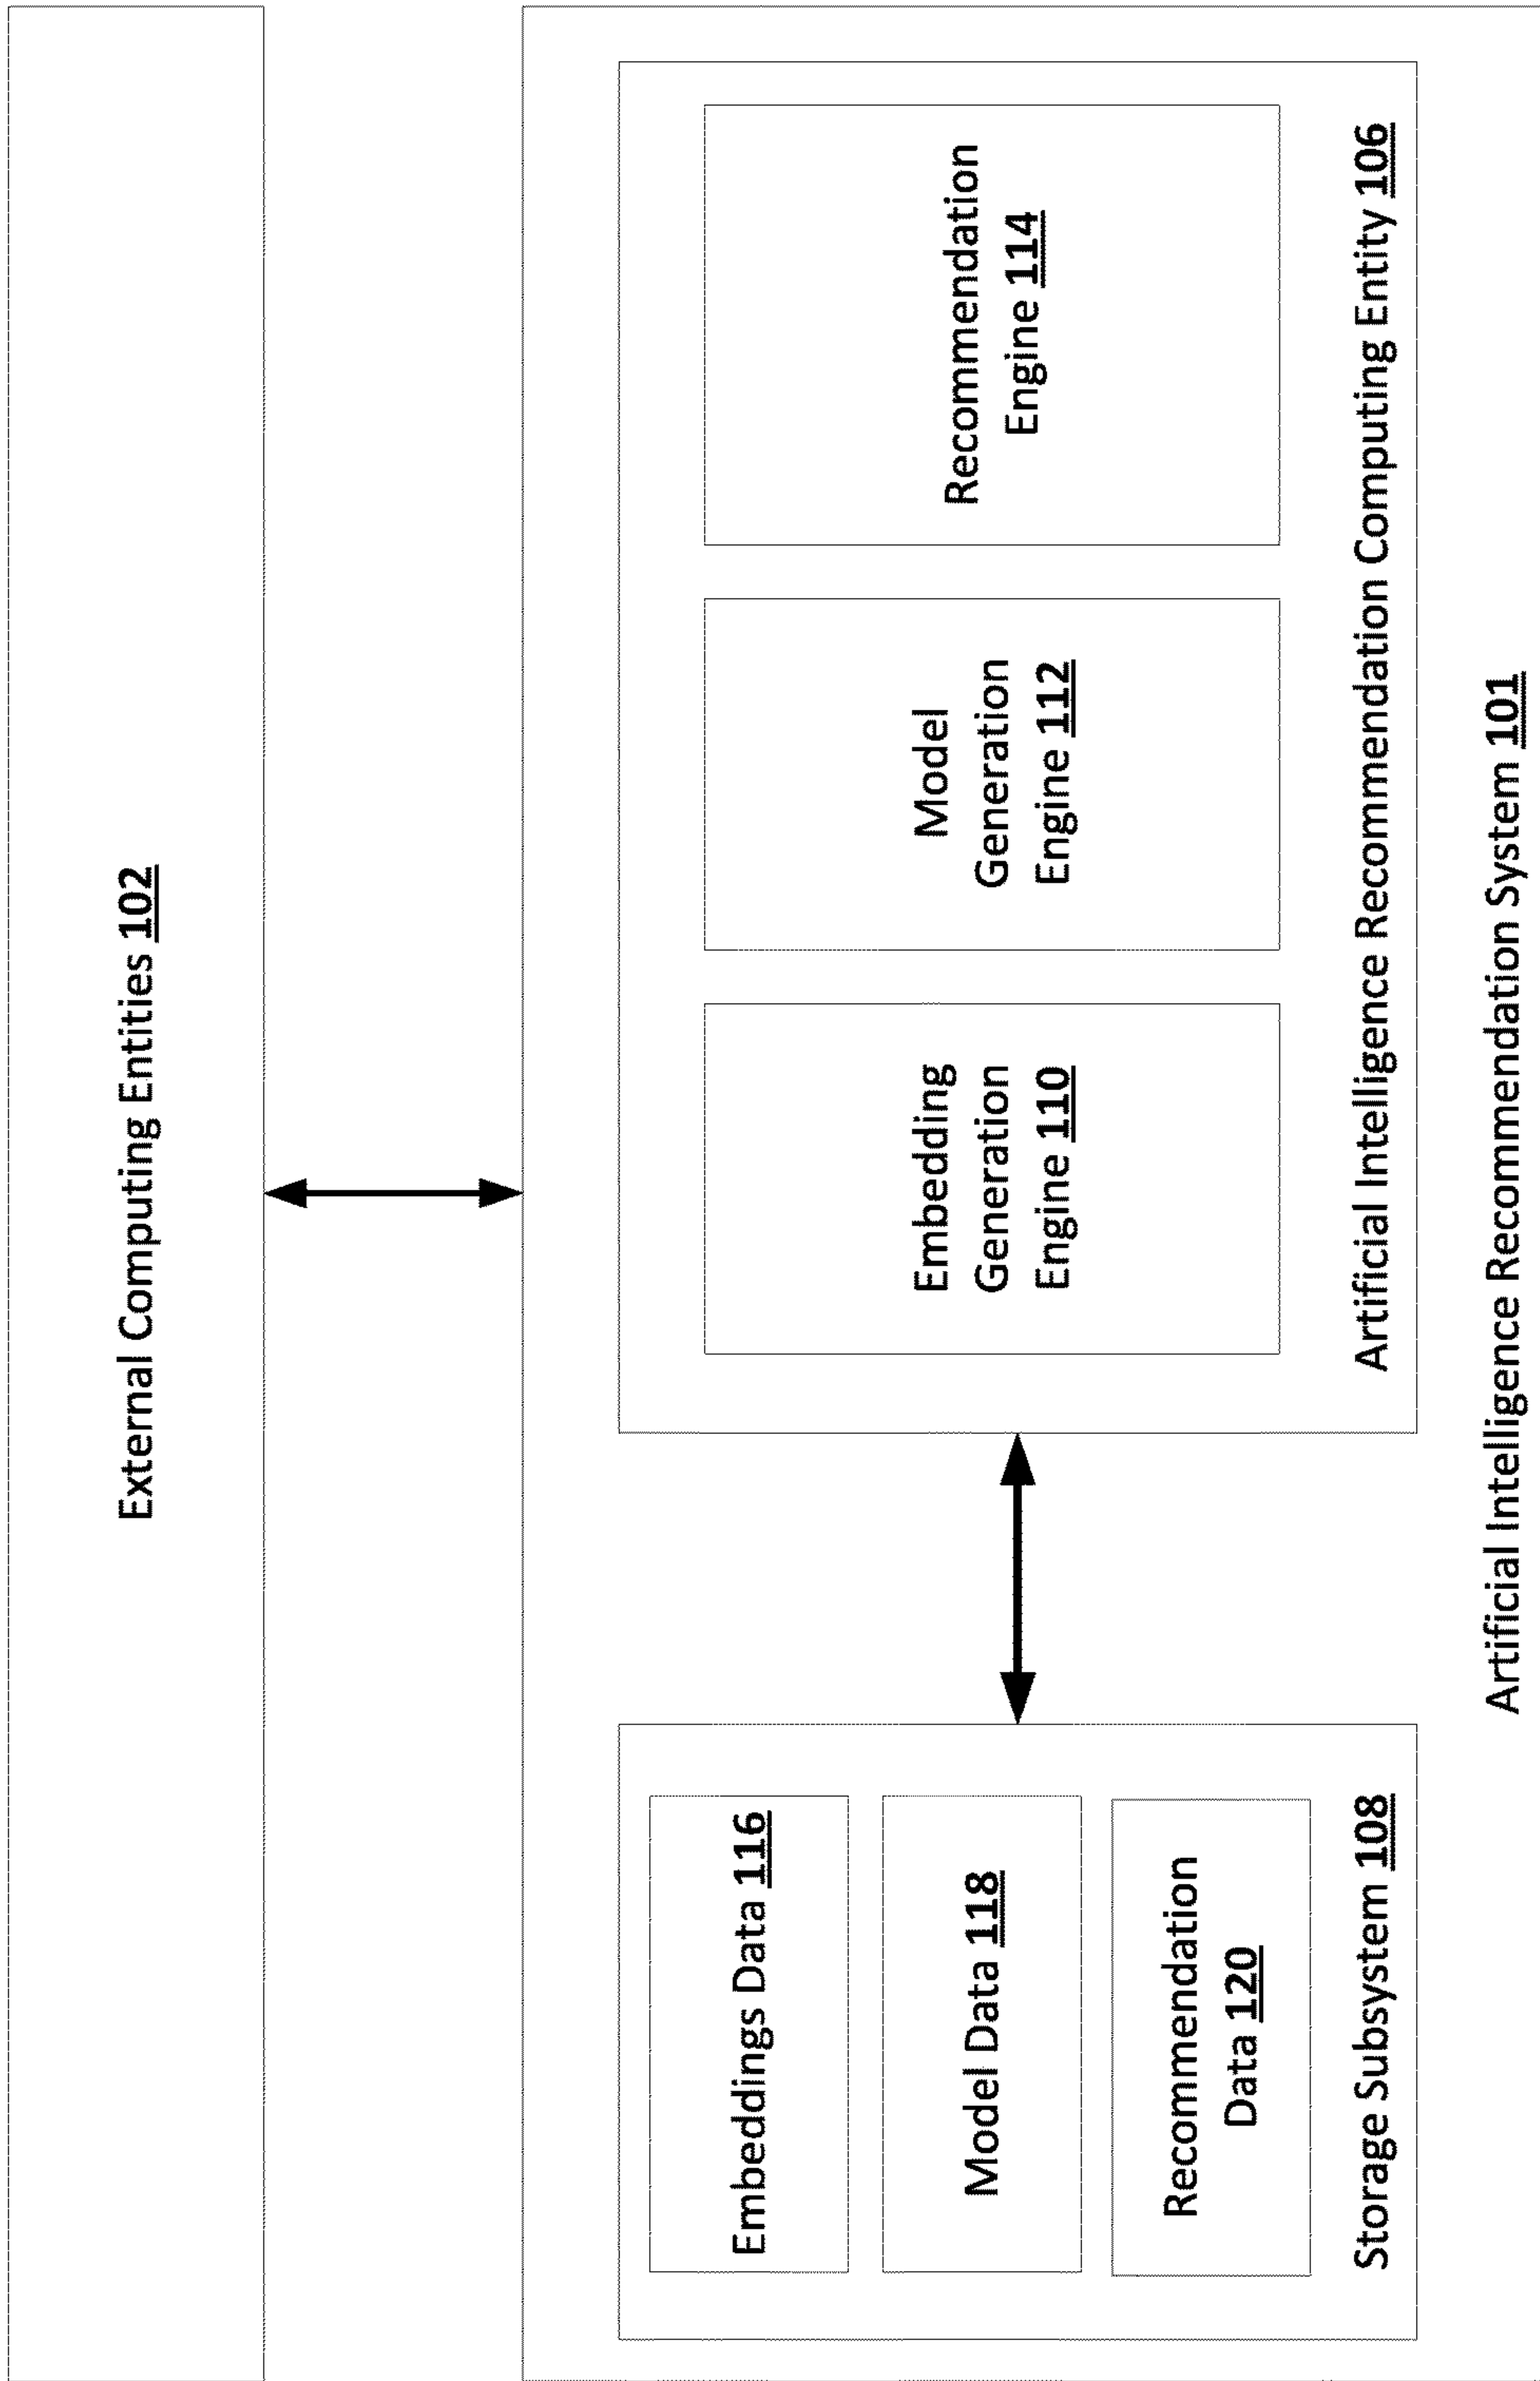 External Computing Entities 102
Embeddings Data 116
Model Data 118
Recommendation
Data 120
Storage Subsystem 108
Embedding
Generation
Engine 110
Model
Generation
Engine 112
Recommendation
Engine 114
Artificial Intelligence Recommendation Computing Entity 106
Artificial Intelligence Recommendation System 101